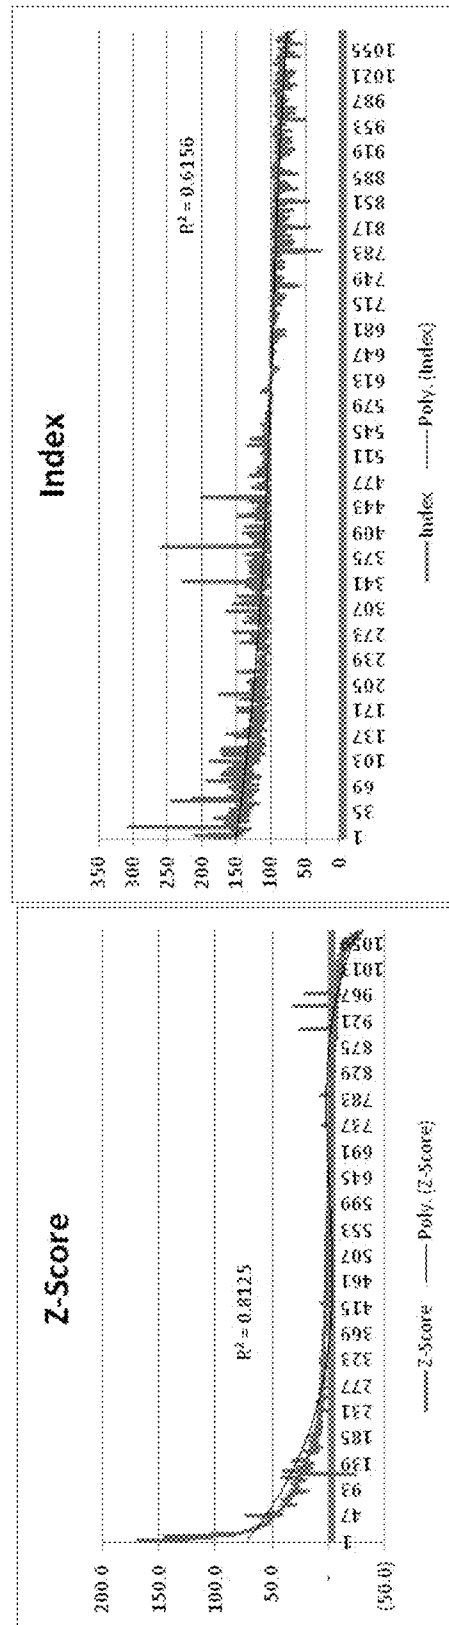 Z-Score
200.0
150.0
100.0
50.0
-
(50.0)
R² = 0.8125
1 47 93 139 185 231 277 323 369 415 461 507 553 599 645 691 737 783 829 875 921 967
Z-Score Poly. (Z-Score)
Index
350
300
250
200
150
100
50
0
R² = 0.6156
1 35 69 103 137 171 205 239 273 307 341 375 409 443 477 511 545 579 613 647 681 715 749 783 817 851 885 919 953 987 1021 1055
Index Poly. (Index)